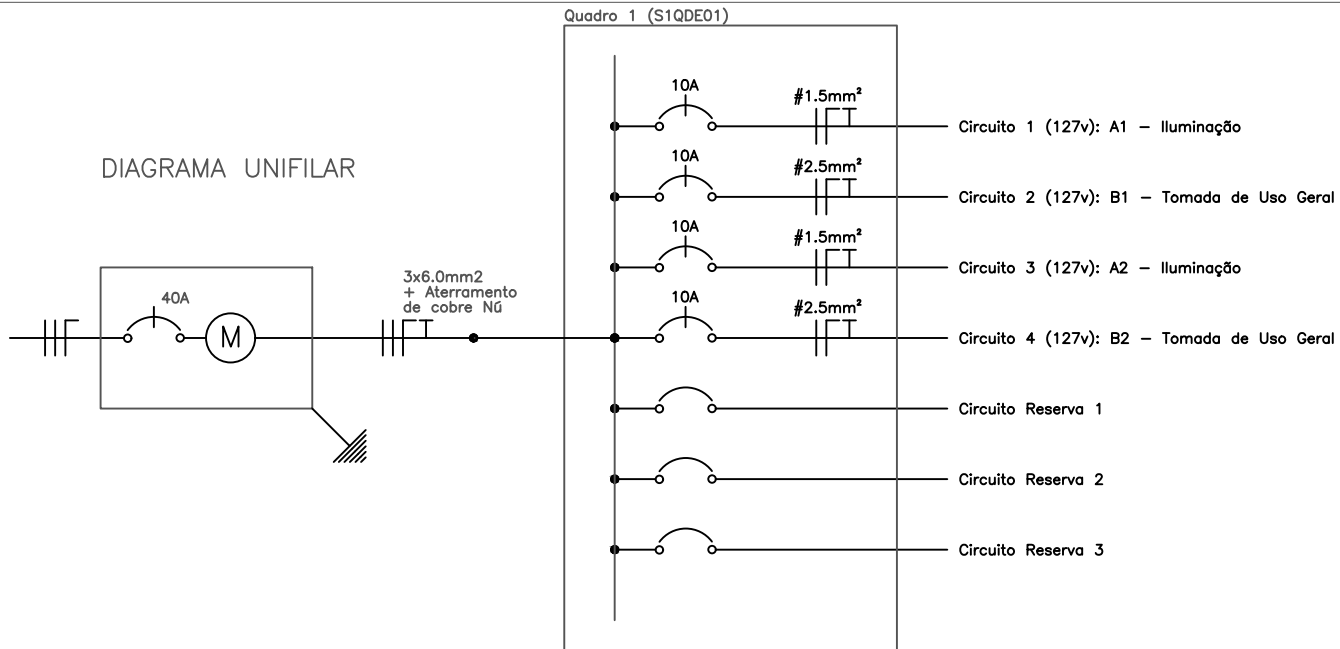 Quadro 1 (S1QDE01)
DIAGRAMA UNIFILAR
40A
M
3x6.0mm2
+ Aterramento
de cobre Nú
10A
#1.5mm²
Circuito 1 (127v): A1 – Iluminação
10A
#2.5mm²
Circuito 2 (127v): B1 – Tomada de Uso Geral
10A
#1.5mm²
Circuito 3 (127v): A2 – Iluminação
10A
#2.5mm²
Circuito 4 (127v): B2 – Tomada de Uso Geral
Circuito Reserva 1
Circuito Reserva 2
Circuito Reserva 3